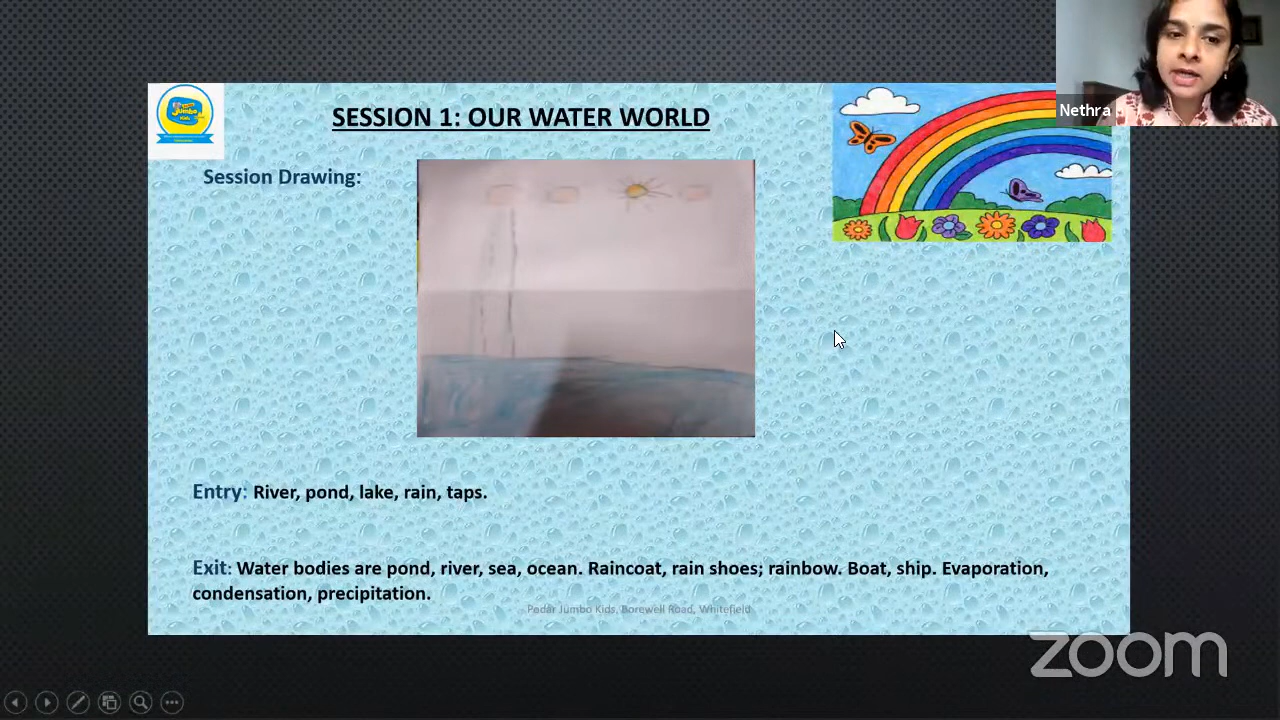 Jumbo
Kids
SESSION 1: OUR WATER WORLD
Nethra
Session Drawing:
Entry: River, pond, lake, rain, taps.
Exit: Water bodies are pond, river, sea, ocean. Raincoat, rain shoes; rainbow. Boat, ship. Evaporation,
condensation, precipitation.
Podar Jumbo Kids, Borewell Road, Whitefield
zoom